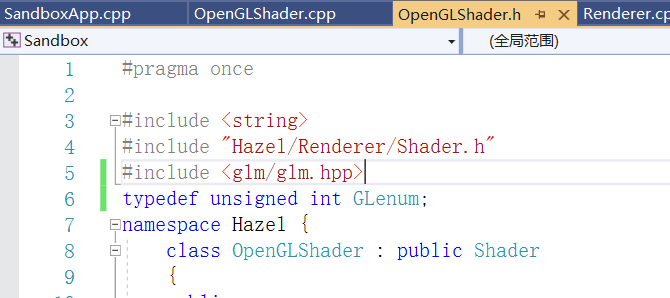 SandboxApp.cpp OpenGLShader.cpp OpenGLShader.h Renderer.cp
Sandbox (全局范围)
1 #pragma once
2
3 #include <string>
4 #include "Hazel/Renderer/Shader.h"
5 #include <glm/glm.hpp>
6 typedef unsigned int GLenum;
7 namespace Hazel {
8 class OpenGLShader : public Shader
9 {